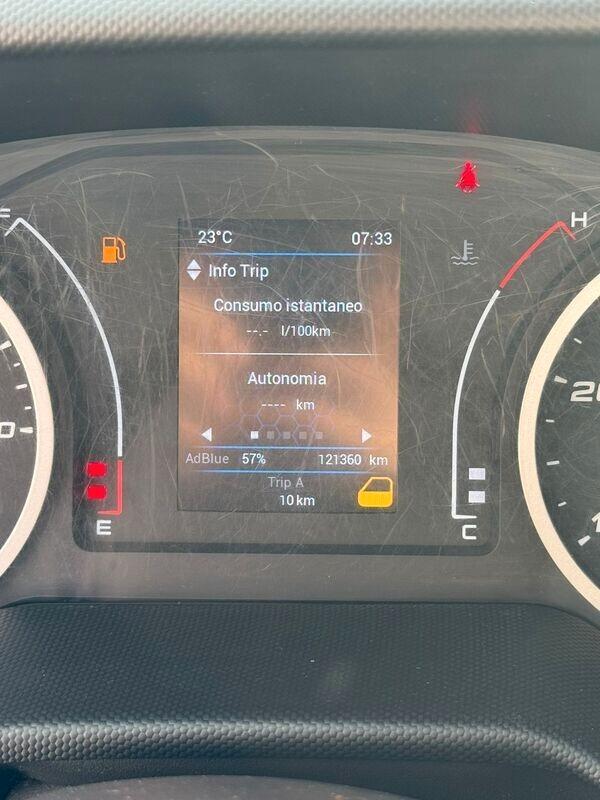 23°C 07:33
F H
Info Trip
Consumo istantaneo
--.- l/100km
Autonomia
---- km
AdBlue 57% 121360 km
Trip A
10 km
E C